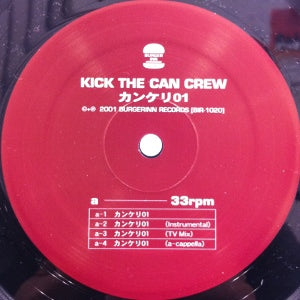 KICK THE CAN CREW
カンケリ01
©+℗ 2001 BURGERINN RECORDS [BIR-1020]
a 33rpm
a-1 カンケリ01
a-2 カンケリ01 (Instrumental)
a-3 カンケリ01 (TV Mix)
a-4 カンケリ01 (a-cappella)